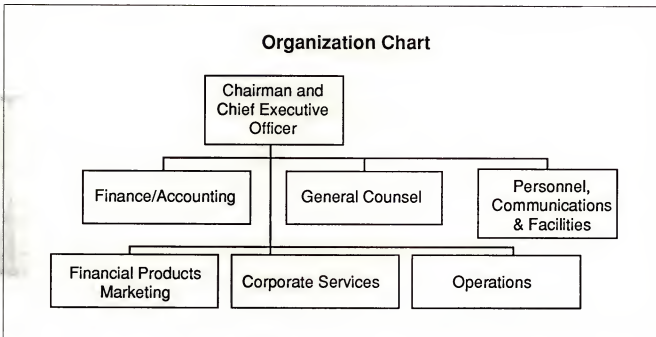 Organization Chart
Chairman and
Chief Executive
Officer
Finance/Accounting
General Counsel
Personnel,
Communications
& Facilities
Financial Products
Marketing
Corporate Services
Operations